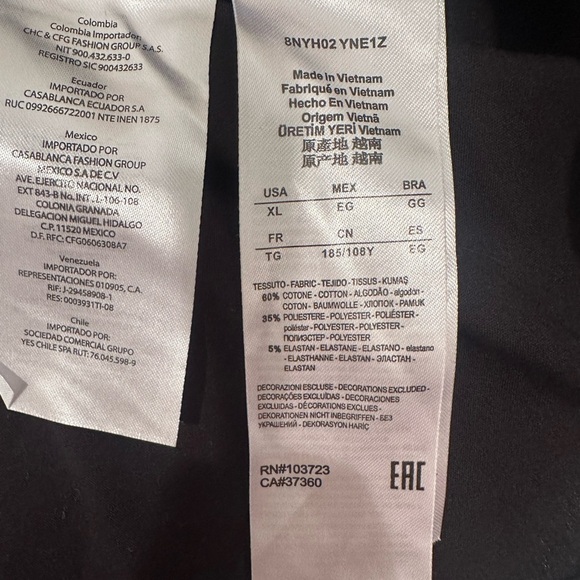 Colombia
Colombia Importador
CHC & CFG FASHION GROUP S.A.S.
NIT 900.432.633-0
REGISTRO SIC 900432633
Ecuador
IMPORTADO POR
CASABLANCA ECUADOR S.A
RUC 0992666722001 NTE INEN 1875
Mexico
IMPORTADO POR
CASABLANCA FASHION GROUP
MEXICO S.A DE C.V
AVE. EJERCITO NACIONAL NO.
EXT 843-B No. INT. L-106-108
COLONIA GRANADA
DELEGACION MIGUEL HIDALGO
C.P. 11520 MEXICO
D.F. RFC: CFG0606308A7
Venezuela
IMPORTADOR POR:
REPRESENTACIONES 010905, C.A.
RIF: J-29458908-1
RES: 0003931TI-08
Chile
IMPORTADO POR:
SOCIEDAD COMERCIAL GRUPO
YES CHILE SPA RUT: 76.045.598-9
8NYH02 YNE1Z
Made in Vietnam
Fabriqué en Vietnam
Hecho En Vietnam
Origem Vietnã
ÜRETİM YERİ Vietnam
原産地 越南
原产地 越南
USA MEX BRA
XL EG GG
FR CN ES
TG 185/108Y EG
TESSUTO - FABRIC - TEJIDO - TISSUS - KUMAŞ
60% COTONE - COTTON - ALGODÃO - algodon -
COTON - BAUMWOLLE - ХЛОПОК - PAMUK
35% POLIESTERE - POLYESTER - POLIÉSTER -
poliéster - POLYESTER - POLYESTER -
ПОЛИЭСТЕР - POLYESTER
5% ELASTAN - ELASTANE - ELASTANO - elastano
- ELASTHANNE - ELASTAN - ЭЛАСТАН -
ELASTAN
DECORAZIONI ESCLUSE - DECORATIONS EXCLUDED -
DECORAÇÕES EXCLUÍDAS - DECORACIONES
EXCLUIDAS - DÉCORATIONS EXCLUES -
DEKORATIONEN NICHT INBEGRIFFEN - БЕЗ
УКРАШЕНИЙ - DEKORASYON HARİÇ
RN#103723
CA#37360
EAC